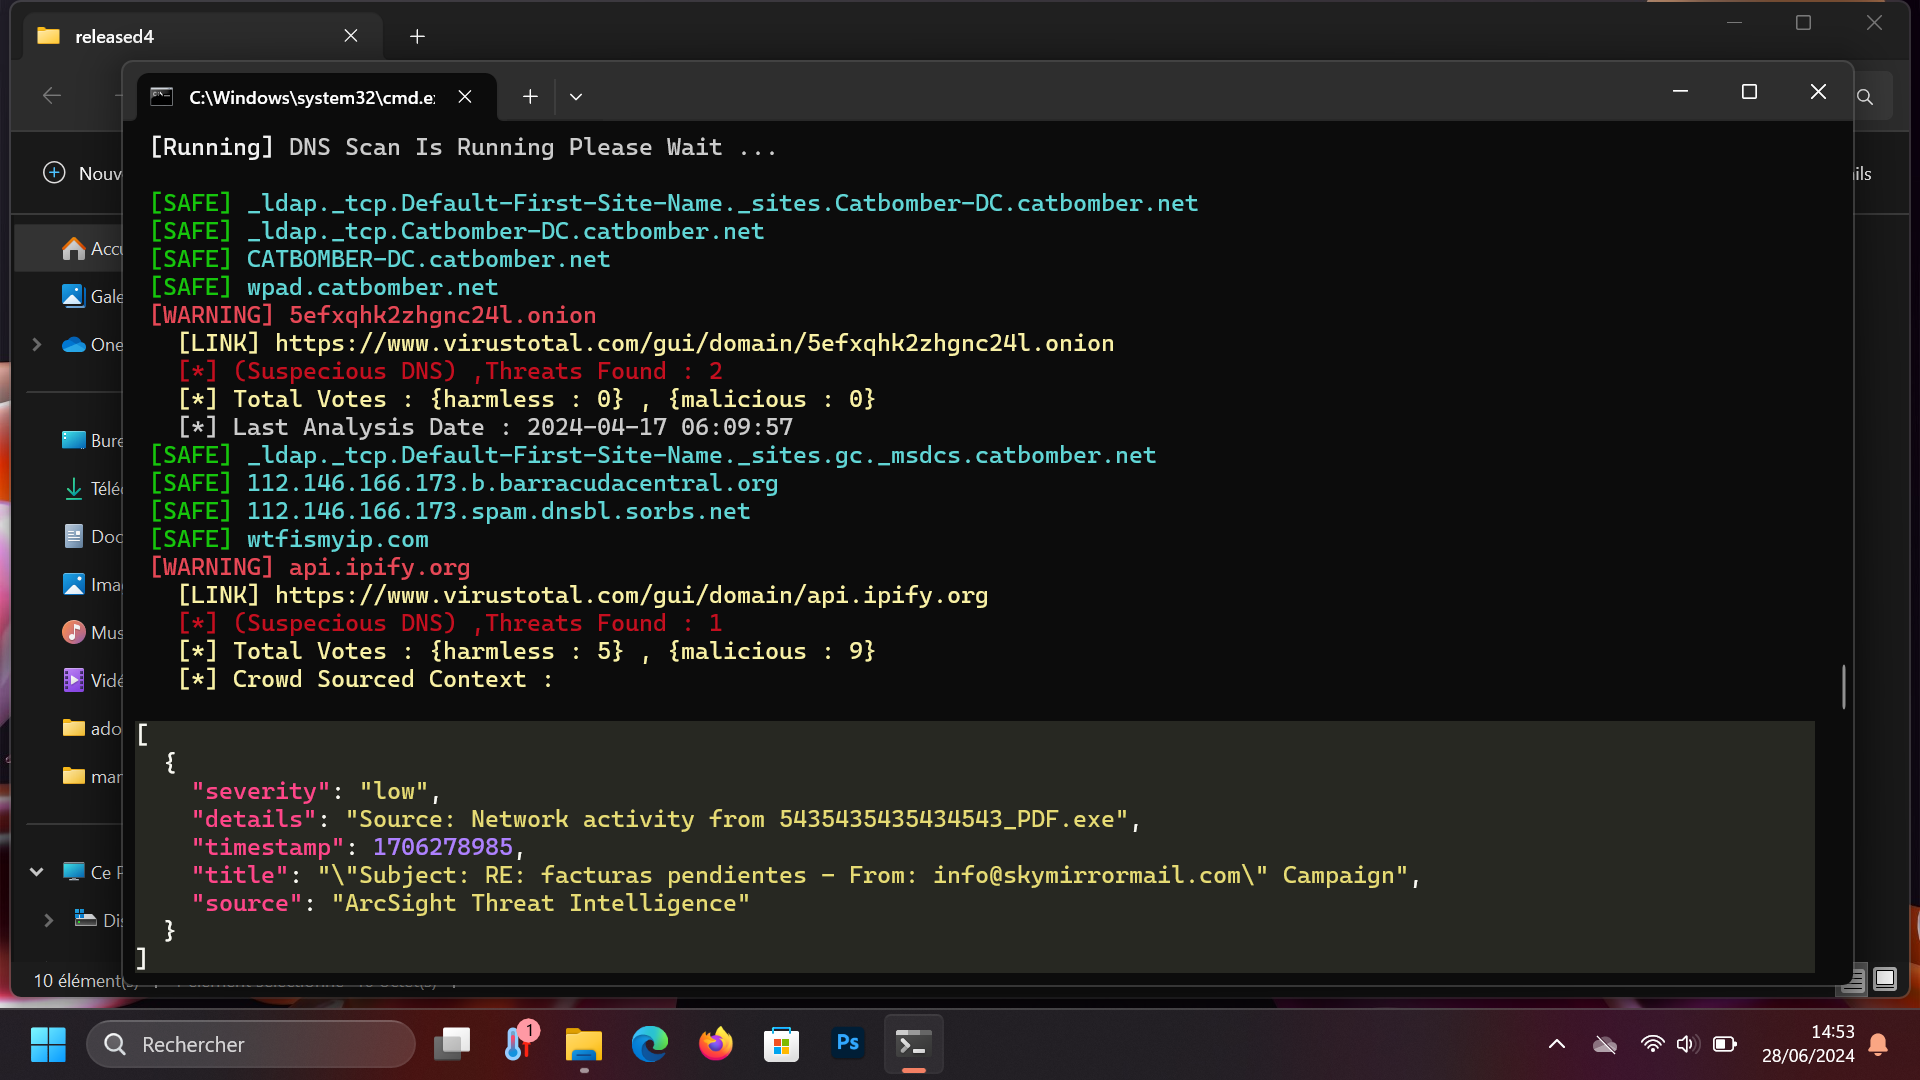 released4
C:\Windows\system32\cmd.e
[Running] DNS Scan Is Running Please Wait ...
[SAFE] _ldap._tcp.Default-First-Site-Name._sites.Catbomber-DC.catbomber.net
[SAFE] _ldap._tcp.Catbomber-DC.catbomber.net
[SAFE] CATBOMBER-DC.catbomber.net
[SAFE] wpad.catbomber.net
[WARNING] 5efxqhk2zhgnc24l.onion
[LINK] https://www.virustotal.com/gui/domain/5efxqhk2zhgnc24l.onion
[*] (Suspecious DNS) ,Threats Found : 2
[*] Total Votes : {harmless : 0} , {malicious : 0}
[*] Last Analysis Date : 2024-04-17 06:09:57
[SAFE] _ldap._tcp.Default-First-Site-Name._sites.gc._msdcs.catbomber.net
[SAFE] 112.146.166.173.b.barracudacentral.org
[SAFE] 112.146.166.173.spam.dnsbl.sorbs.net
[SAFE] wtfismyip.com
[WARNING] api.ipify.org
[LINK] https://www.virustotal.com/gui/domain/api.ipify.org
[*] (Suspecious DNS) ,Threats Found : 1
[*] Total Votes : {harmless : 5} , {malicious : 9}
[*] Crowd Sourced Context :
[
{
"severity": "low",
"details": "Source: Network activity from 5435435435434543_PDF.exe",
"timestamp": 1706278985,
"title": "\"Subject: RE: facturas pendientes - From: info@skymirrormail.com\" Campaign",
"source": "ArcSight Threat Intelligence"
}
]
Nouv
ils
Accu
Gale
One
Bure
Téléc
Doc
Ima
Mus
Vidé
ado
mar
Ce P
Dis
10 élément(s)
Rechercher
1
Ps
14:53
28/06/2024